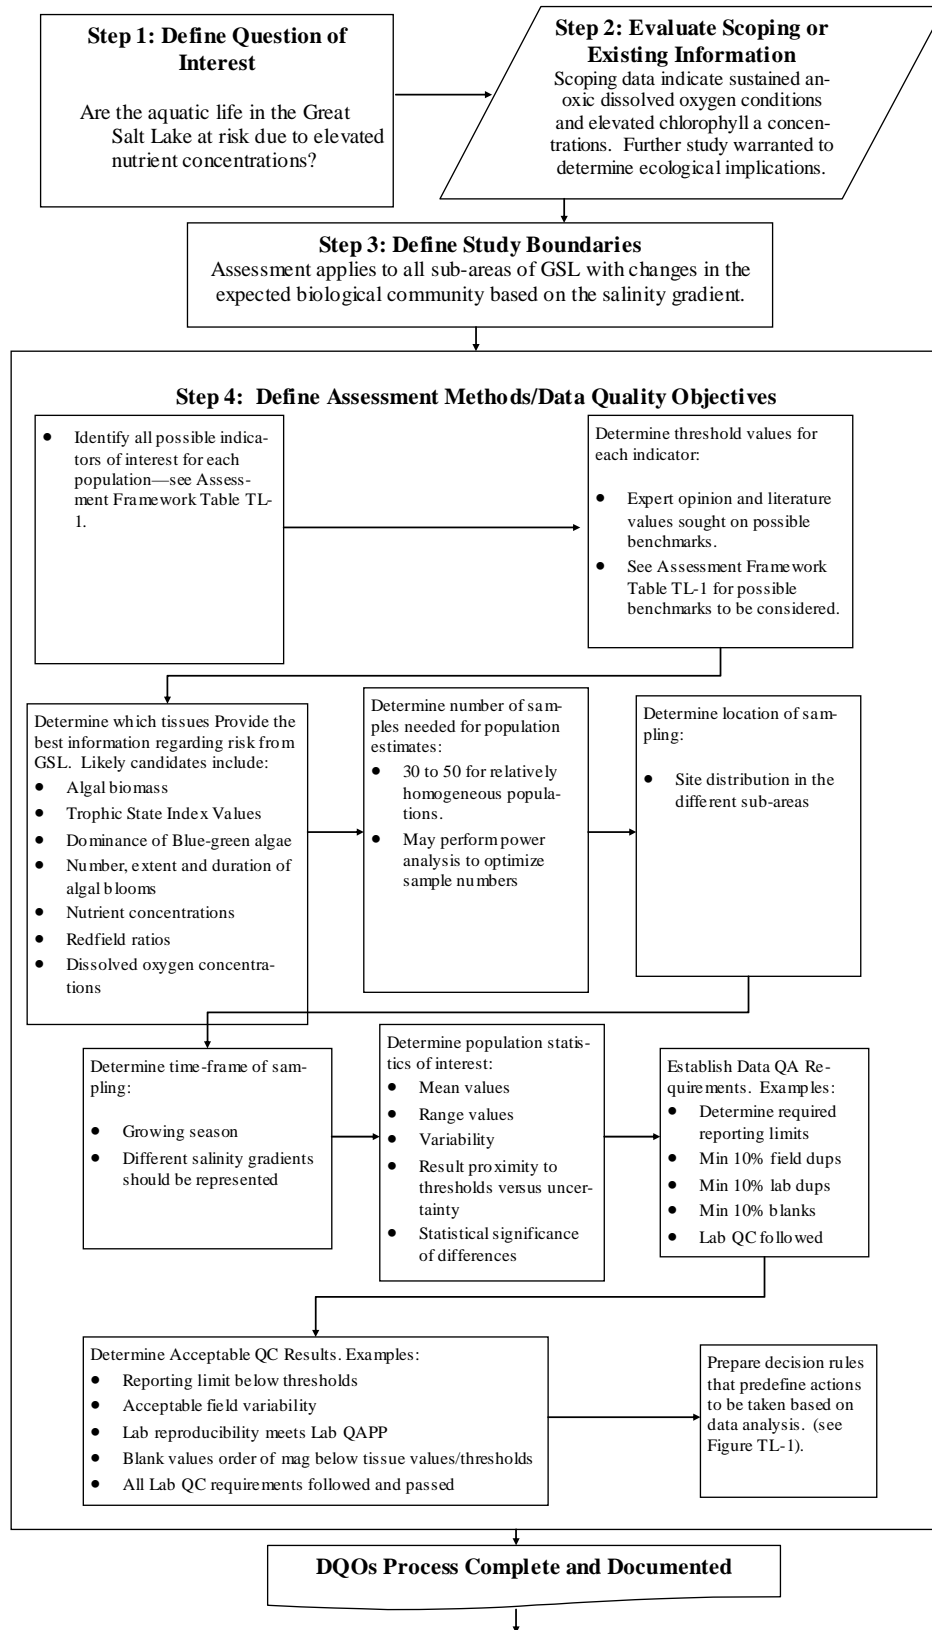 Step 1: Define Question of
Interest
Are the aquatic life in the Great
Salt Lake at risk due to elevated
nutrient concentrations?
Step 2: Evaluate Scoping or
Existing Information
Scoping data indicate sustained an-
oxic dissolved oxygen conditions
and elevated chlorophyll a concen-
trations. Further study warranted to
determine ecological implications.
Step 3: Define Study Boundaries
Assessment applies to all sub-areas of GSL with changes in the
expected biological community based on the salinity gradient.
Step 4: Define Assessment Methods/Data Quality Objectives
• Identify all possible indica-
tors of interest for each
population—see Assess-
ment Framework Table TL-
1.
Determine threshold values for
each indicator:
• Expert opinion and literature
values sought on possible
benchmarks.
• See Assessment Framework
Table TL-1 for possible
benchmarks to be considered.
Determine which tissues Provide the
best information regarding risk from
GSL. Likely candidates include:
• Algal biomass
• Trophic State Index Values
• Dominance of Blue-green algae
• Number, extent and duration of
algal blooms
• Nutrient concentrations
• Redfield ratios
• Dissolved oxygen concentra-
tions
Determine number of sam-
ples needed for population
estimates:
• 30 to 50 for relatively
homogeneous popula-
tions.
• May perform power
analysis to optimize
sample numbers
Determine location of sam-
pling:
• Site distribution in the
different sub-areas
Determine time-frame of sam-
pling:
• Growing season
• Different salinity gradients
should be represented
Determine population statis-
tics of interest:
• Mean values
• Range values
• Variability
• Result proximity to
thresholds versus uncer-
tainty
• Statistical significance
of differences
Establish Data QA Re-
quirements. Examples:
• Determine required
reporting limits
• Min 10% field dups
• Min 10% lab dups
• Min 10% blanks
• Lab QC followed
Determine Acceptable QC Results. Examples:
• Reporting limit below thresholds
• Acceptable field variability
• Lab reproducibility meets Lab QAPP
• Blank values order of mag below tissue values/thresholds
• All Lab QC requirements followed and passed
Prepare decision rules
that predefine actions
to be taken based on
data analysis. (see
Figure TL-1).
DQOs Process Complete and Documented